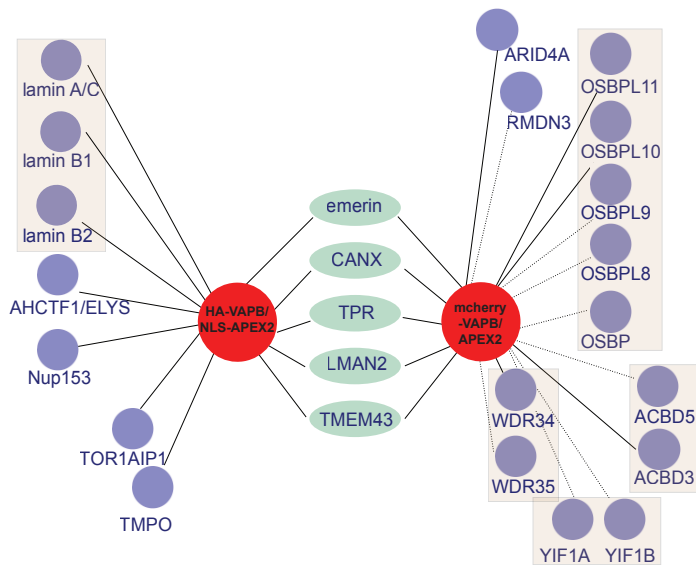 ARID4A
lamin A/C
OSBPL11
RMDN3
lamin B1
OSBPL10
emerin
OSBPL9
lamin B2
CANX
OSBPL8
AHCTF1/ELYS
HA-VAPB/
NLS-APEX2
TPR
mcherry
-VAPB/
APEX2
OSBP
Nup153
LMAN2
TMEM43
WDR34
ACBD5
TOR1AIP1
WDR35
ACBD3
TMPO
YIF1A
YIF1B